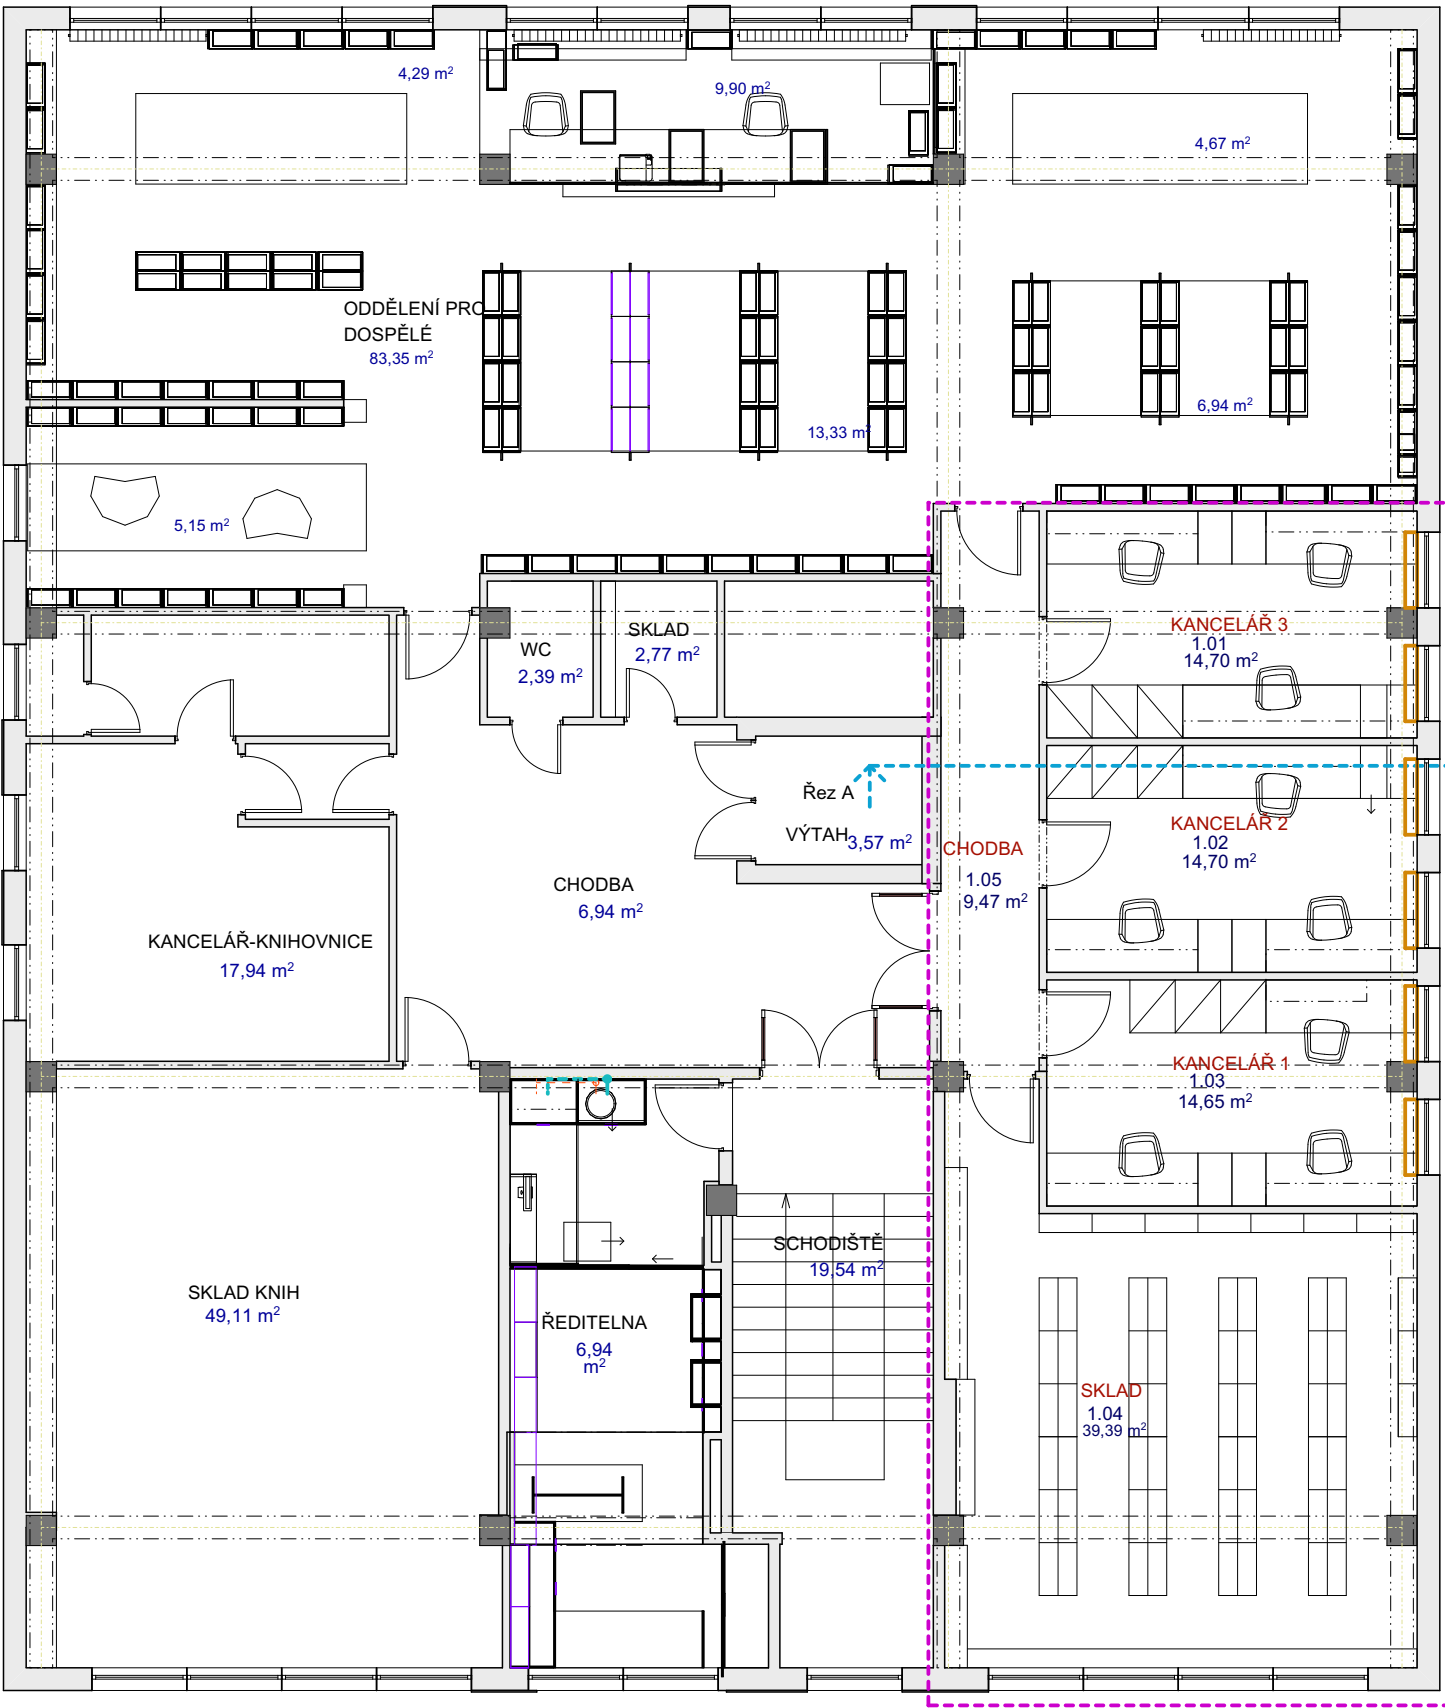 4,29 m²
9,90 m²
4,67 m²
ODDĚLENÍ PRO
DOSPĚLÉ
83,35 m²
13,33 m²
6,94 m²
5,15 m²
WC
2,39 m²
SKLAD
2,77 m²
KANCELÁŘ 3
1.01
14,70 m²
Řez A
VÝTAH
3,57 m²
KANCELÁŘ 2
1.02
14,70 m²
CHODBA
1.05
9,47 m²
CHODBA
6,94 m²
KANCELÁŘ-KNIHOVNICE
17,94 m²
KANCELÁŘ 1
1.03
14,65 m²
SCHODIŠTĚ
19,54 m²
SKLAD KNIH
49,11 m²
ŘEDITELNA
6,94
m²
SKLAD
1.04
39,39 m²